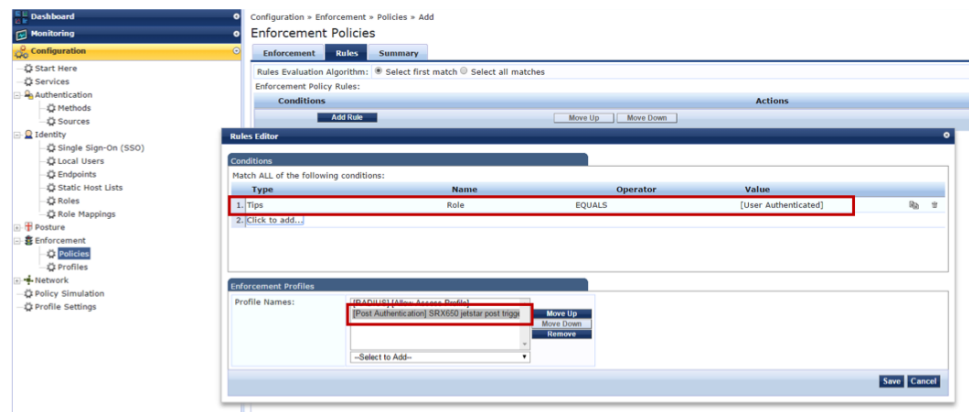 Dashboard
Monitoring
Configuration
Start Here
Services
Authentication
Methods
Sources
Identity
Single Sign-On (SSO)
Local Users
Endpoints
Static Host Lists
Roles
Role Mappings
Posture
Enforcement
Policies
Profiles
Network
Policy Simulation
Profile Settings
Configuration » Enforcement » Policies » Add
Enforcement Policies
Enforcement Rules Summary
Rules Evaluation Algorithm: Select first match Select all matches
Enforcement Policy Rules:
Conditions Actions
Add Rule Move Up Move Down
Rules Editor
Conditions
Match ALL of the following conditions:
Type Name Operator Value
1. Tips Role EQUALS [User Authenticated]
2. Click to add...
Enforcement Profiles
Profile Names: [RADIUS] [Allow Access Profile]
[Post Authentication] SRX650 jetstar post trigge
Move Up
Move Down
Remove
--Select to Add--
Save Cancel